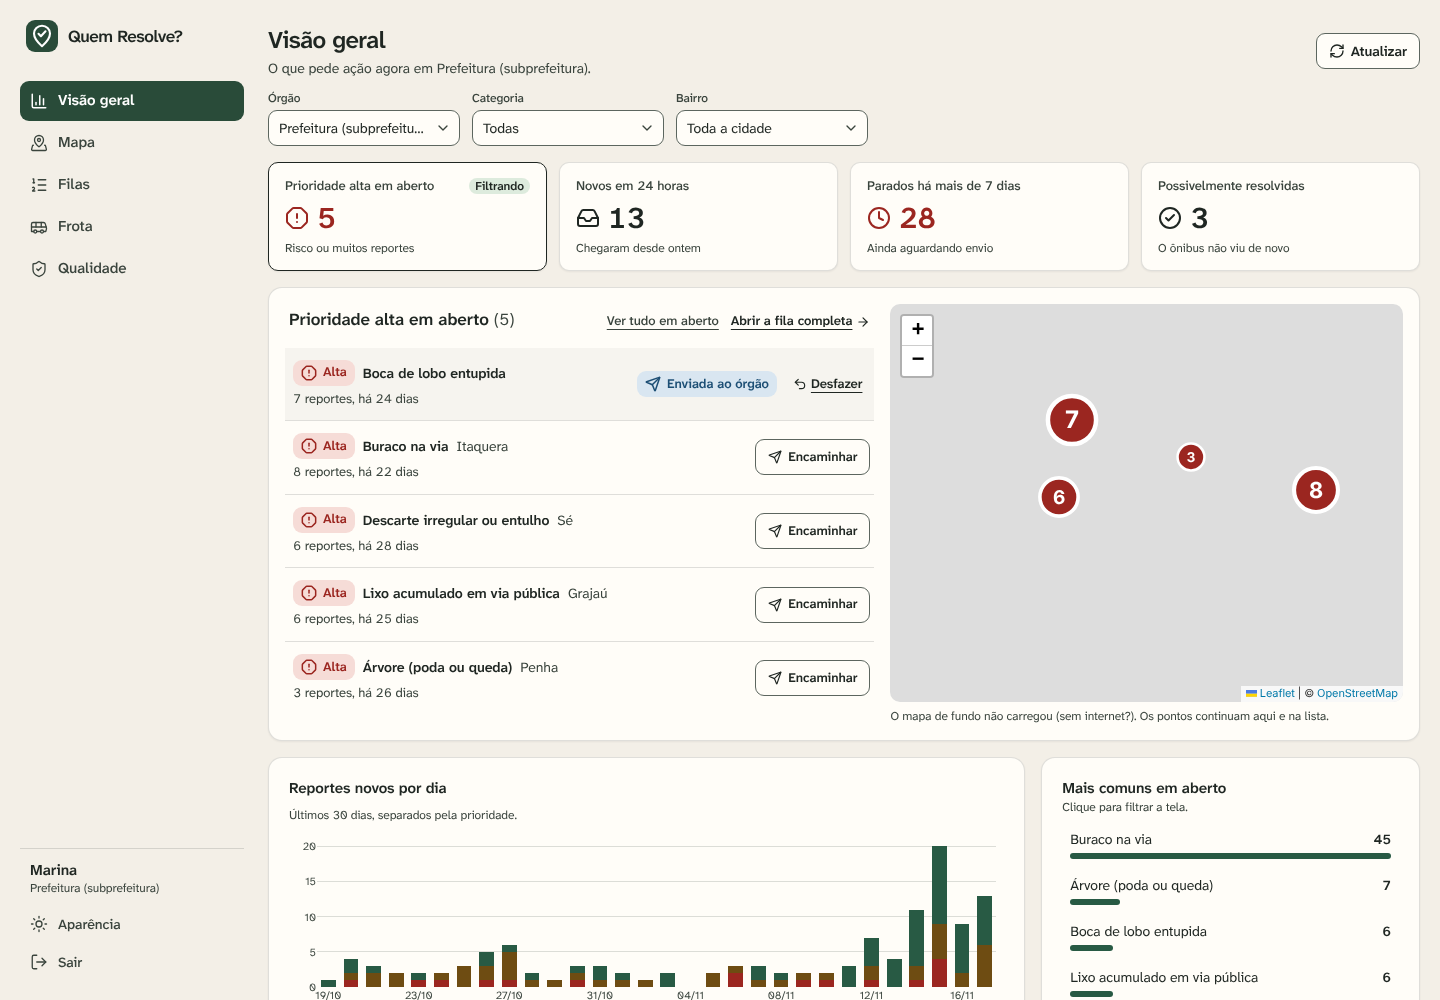 Quem Resolve?
Visão geral
Mapa
Filas
Frota
Qualidade
Marina
Prefeitura (subprefeitura)
Aparência
Sair
Visão geral
O que pede ação agora em Prefeitura (subprefeitura).
Atualizar
Órgão
Categoria
Bairro
Prefeitura (subprefeitu...
Todas
Toda a cidade
Prioridade alta em aberto
Filtrando
5
Risco ou muitos reportes
Novos em 24 horas
13
Chegaram desde ontem
Parados há mais de 7 dias
28
Ainda aguardando envio
Possivelmente resolvidas
3
O ônibus não viu de novo
Prioridade alta em aberto (5)
Ver tudo em aberto
Abrir a fila completa →
Alta Boca de lobo entupida
7 reportes, há 24 dias
Enviada ao órgão
Desfazer
Alta Buraco na via Itaquera
8 reportes, há 22 dias
Encaminhar
Alta Descarte irregular ou entulho Sé
6 reportes, há 28 dias
Encaminhar
Alta Lixo acumulado em via pública Grajaú
6 reportes, há 25 dias
Encaminhar
Alta Árvore (poda ou queda) Penha
3 reportes, há 26 dias
Encaminhar
+
−
7
3
6
8
Leaflet | © OpenStreetMap
O mapa de fundo não carregou (sem internet?). Os pontos continuam aqui e na lista.
Reportes novos por dia
Últimos 30 dias, separados pela prioridade.
20
15
10
5
0
19/10 23/10 27/10 31/10 04/11 08/11 12/11 16/11
Mais comuns em aberto
Clique para filtrar a tela.
Buraco na via 45
Árvore (poda ou queda) 7
Boca de lobo entupida 6
Lixo acumulado em via pública 6